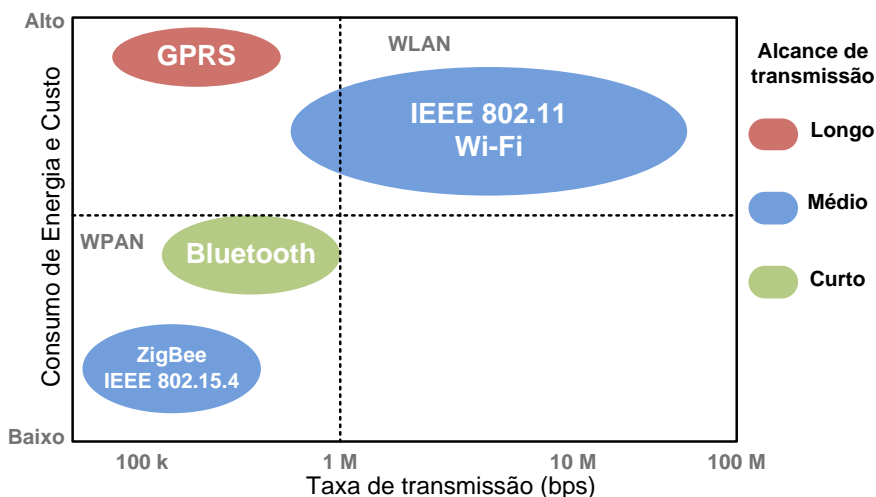 Alto
GPRS
WLAN
IEEE 802.11
Wi-Fi
Alcance de
transmissão
Longo
Médio
Curto
Consumo de Energia e Custo
WPAN
Bluetooth
ZigBee
IEEE 802.15.4
Baixo
100 k
1 M
10 M
100 M
Taxa de transmissão (bps)